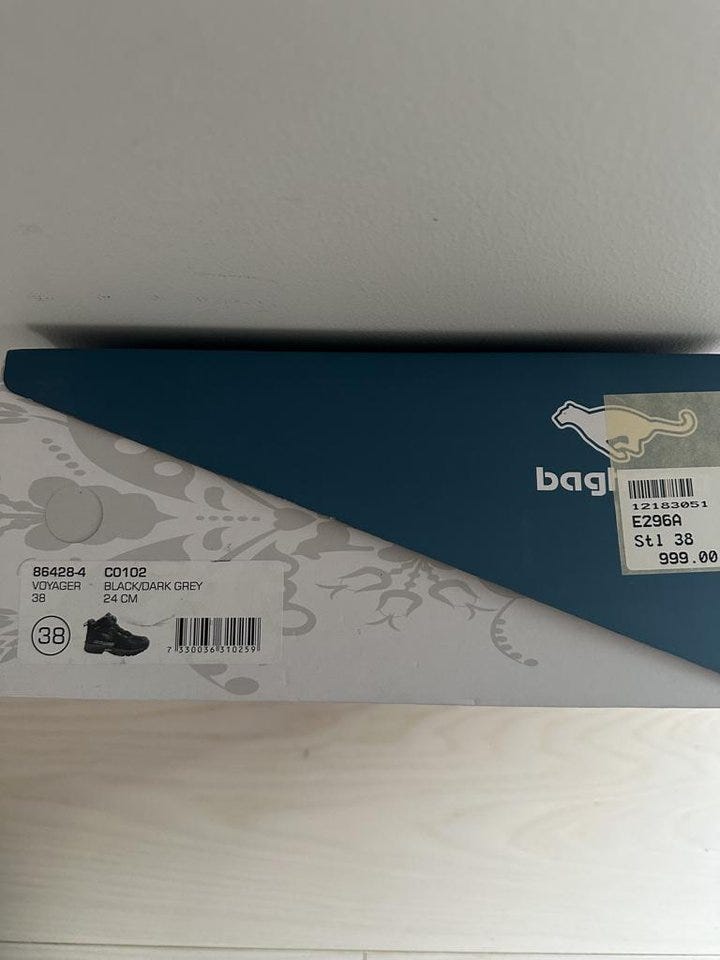 bagh
12183051
E296A
Stl 38
999.00
86428-4 C0102
VOYAGER BLACK/DARK GREY
38 24 CM
38
7 330036 310259